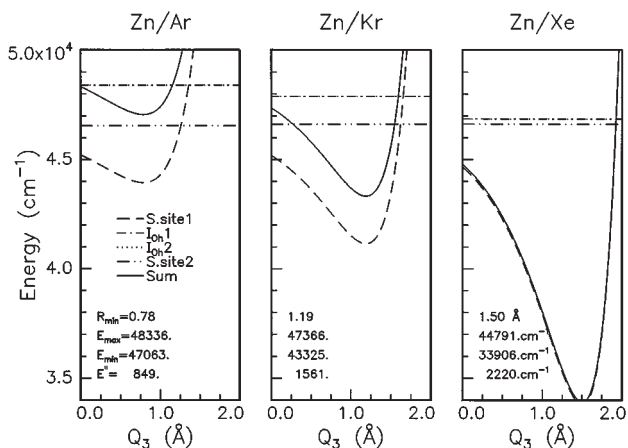 Zn/Ar Zn/Kr Zn/Xe
5.0x10⁴
4.5
4.0
3.5
Energy (cm⁻¹)
S.site1
I_Oh1
I_Oh2
S.site2
Sum
R_min=0.78 1.19 1.50 Å
E_max=48336. 47366. 44791.cm⁻¹
E_min=47063. 43325. 33906.cm⁻¹
E"= 849. 1561. 2220.cm⁻¹
0.0 1.0 2.0 0.0 1.0 2.0 0.0 1.0 2.0
Q₃ (Å) Q₃ (Å) Q₃ (Å)